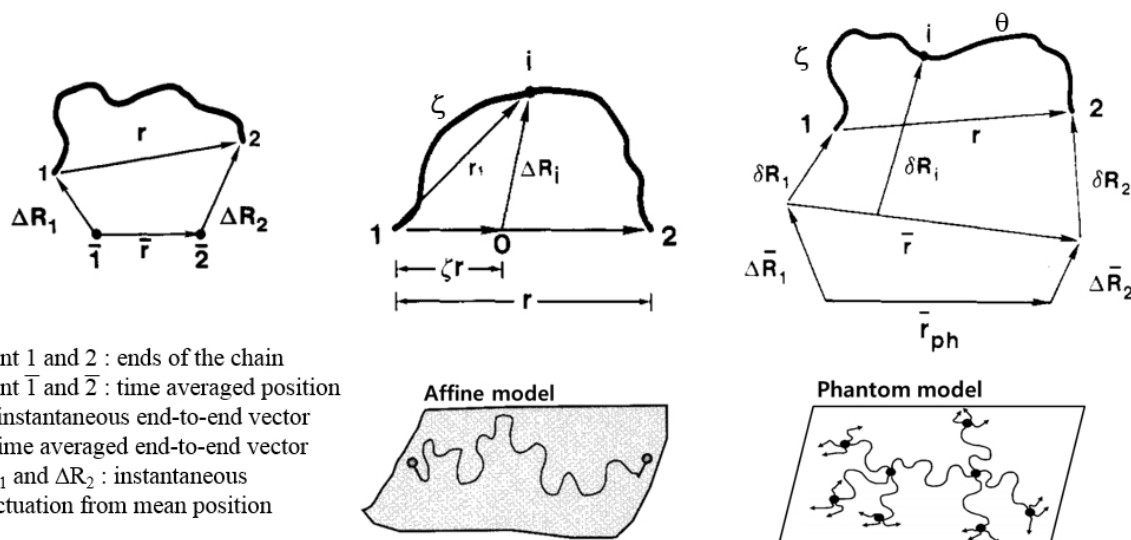 1
2
r
ΔR₁
ΔR₂
1̅
r̅
2̅
ζ
i
r₁
ΔRᵢ
1
0
2
ζr
r
ζ
i
θ
1
2
r
δR₁
δRᵢ
δR₂
r̅
ΔR̅₁
ΔR̅₂
r̅ph
nt 1 and 2 : ends of the chain
nt 1̅ and 2̅ : time averaged position
instantaneous end-to-end vector
ime averaged end-to-end vector
₁ and ΔR₂ : instantaneous
ctuation from mean position
Affine model
Phantom model